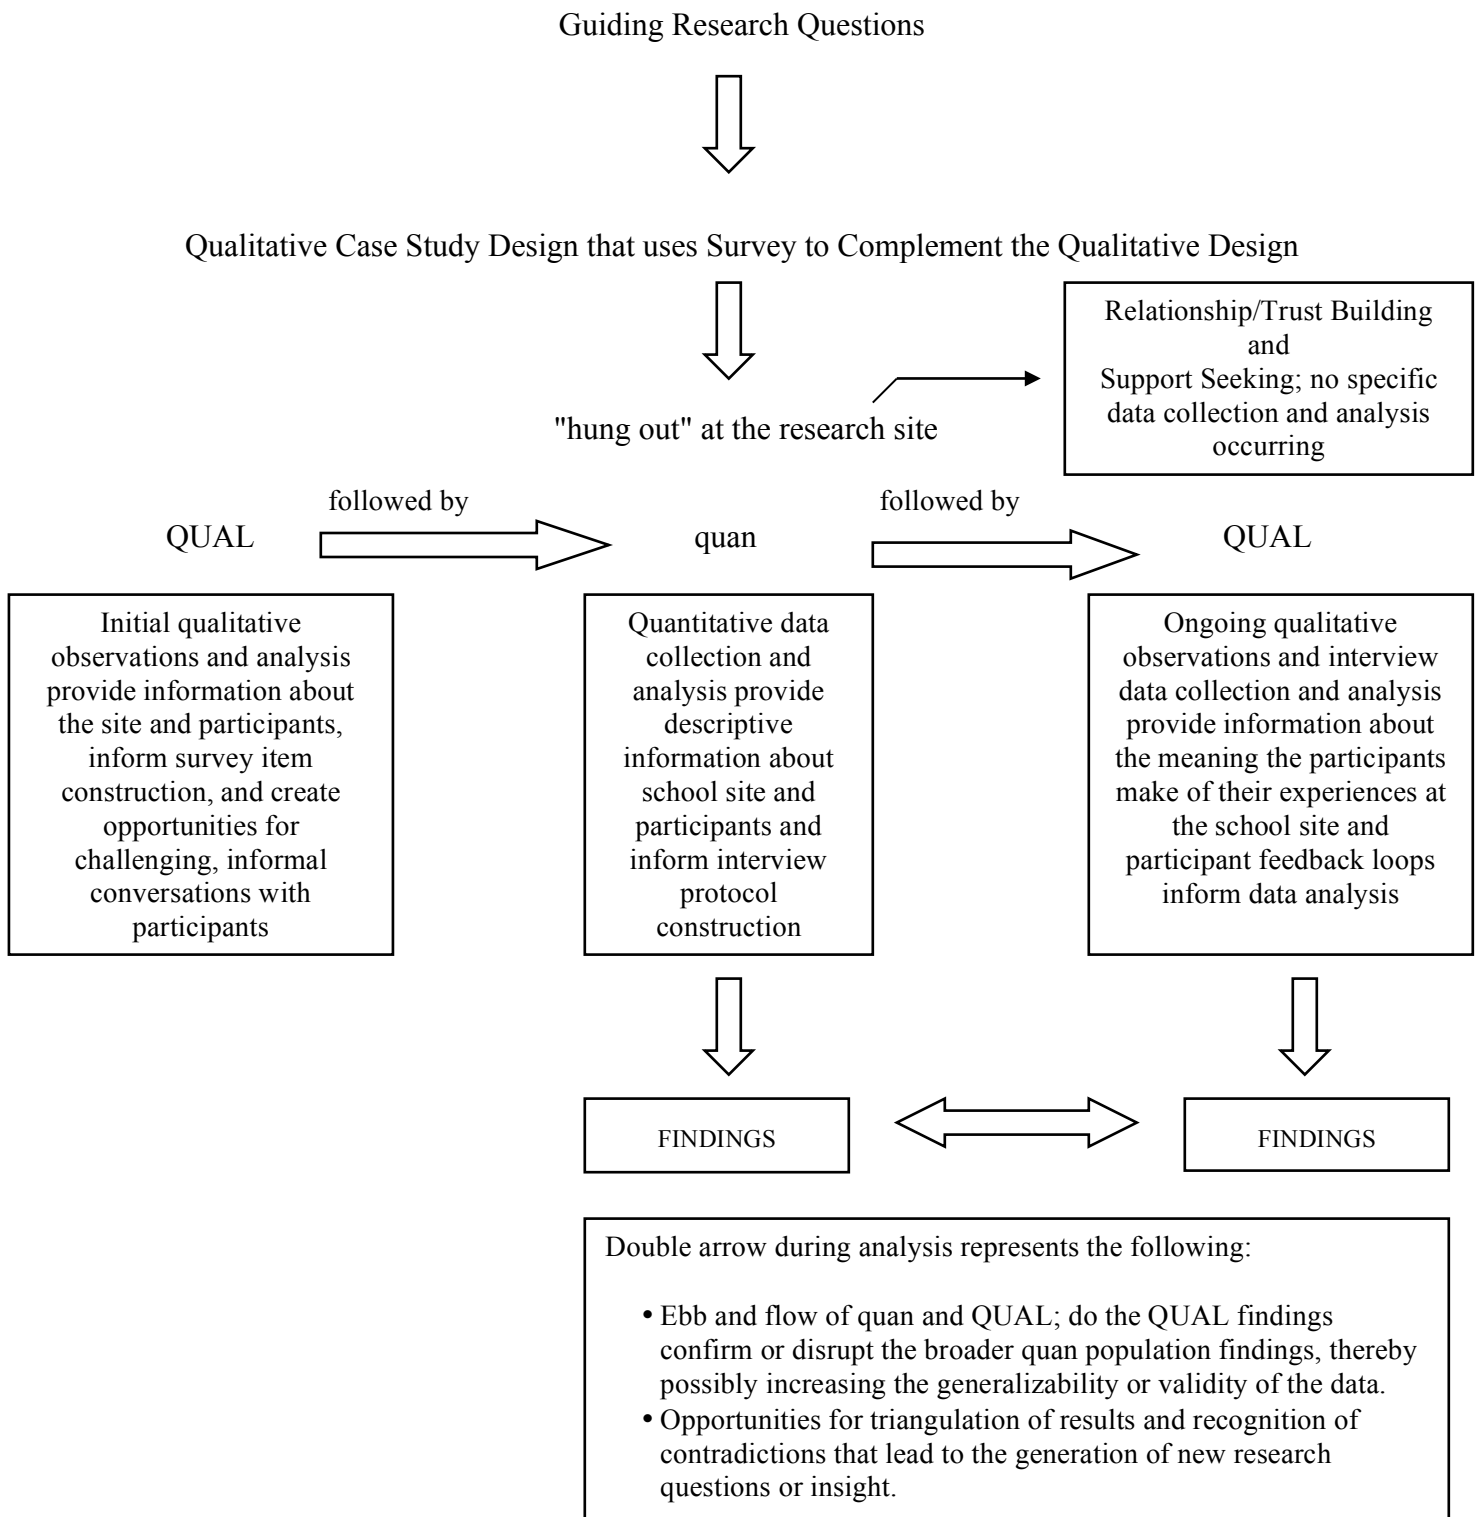 Guiding Research Questions
Qualitative Case Study Design that uses Survey to Complement the Qualitative Design
Relationship/Trust Building
and
Support Seeking; no specific
data collection and analysis
occurring
"hung out" at the research site
followed by
followed by
QUAL
quan
QUAL
Initial qualitative
observations and analysis
provide information about
the site and participants,
inform survey item
construction, and create
opportunities for
challenging, informal
conversations with
participants
Quantitative data
collection and
analysis provide
descriptive
information about
school site and
participants and
inform interview
protocol
construction
Ongoing qualitative
observations and interview
data collection and analysis
provide information about
the meaning the participants
make of their experiences at
the school site and
participant feedback loops
inform data analysis
FINDINGS
FINDINGS
Double arrow during analysis represents the following:
• Ebb and flow of quan and QUAL; do the QUAL findings
confirm or disrupt the broader quan population findings, thereby
possibly increasing the generalizability or validity of the data.
• Opportunities for triangulation of results and recognition of
contradictions that lead to the generation of new research
questions or insight.